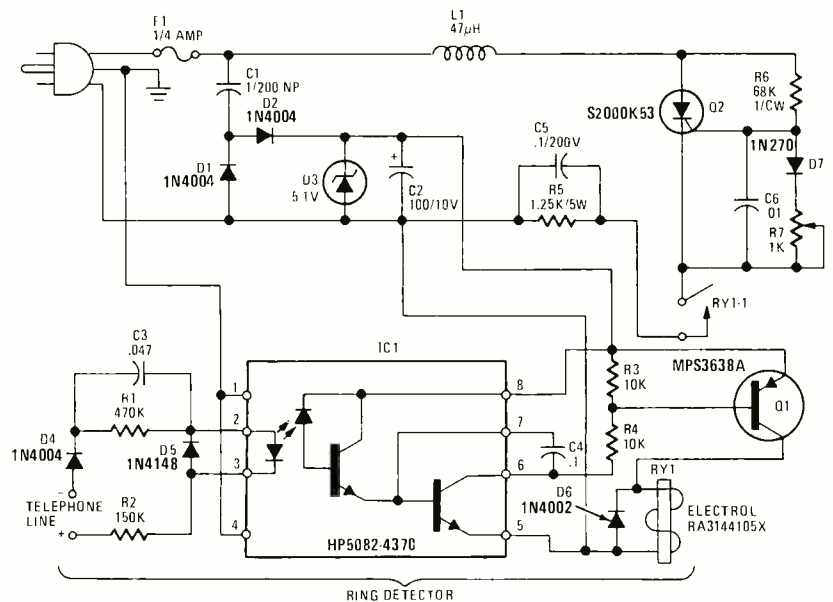 F1
1/4 AMP
L1
47µH
C1
1/200 NP
D2
1N4004
D1
1N4004
D3
5 1V
+
C2
100/10V
C5
.1/200V
R5
1.25K/5W
S2000K53
Q2
R6
68K
1/CW
1N270
D7
C6
01
R7
1K
RY1-1
C3
.047
R1
470K
D4
1N4004
D5
1N4148
−
TELEPHONE
LINE
+
R2
150K
IC1
1
2
3
4
8
7
6
5
HP5082-437C
C4
.1
R3
10K
R4
10K
MPS3638A
Q1
D6
1N4002
RY1
ELECTROL
RA3144105X
RING DETECTOR